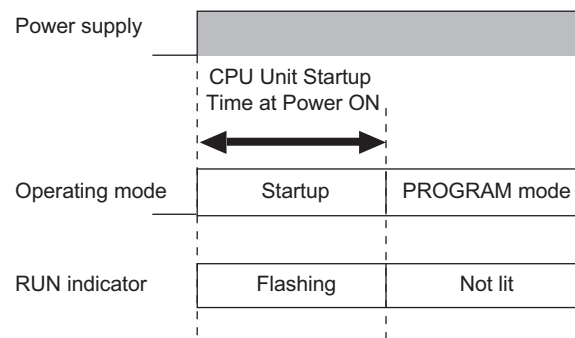 Power supply
CPU Unit Startup
Time at Power ON
Operating mode Startup PROGRAM mode
RUN indicator Flashing Not lit